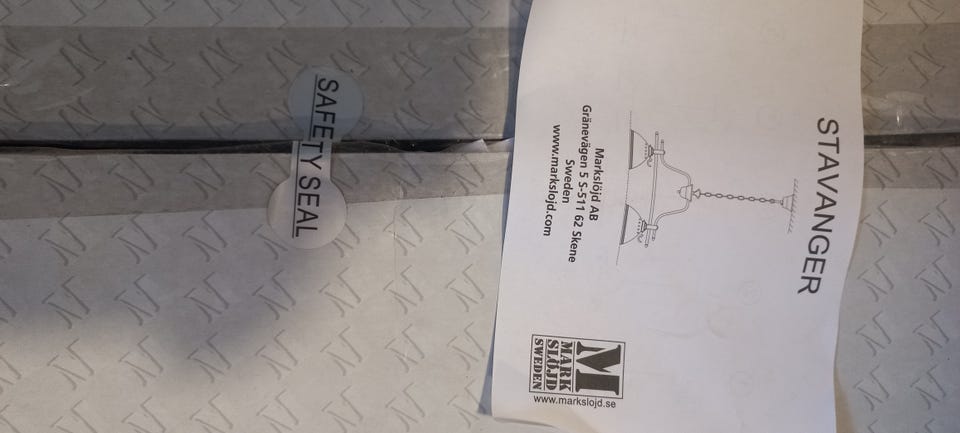 SAFETY SEAL
STAVANGER
Markslöjd AB
Gränevägen 5 S-511 62 Skene
Sweden
www.markslojd.com
M
MARK
SLÖJD
SWEDEN
www.markslojd.se